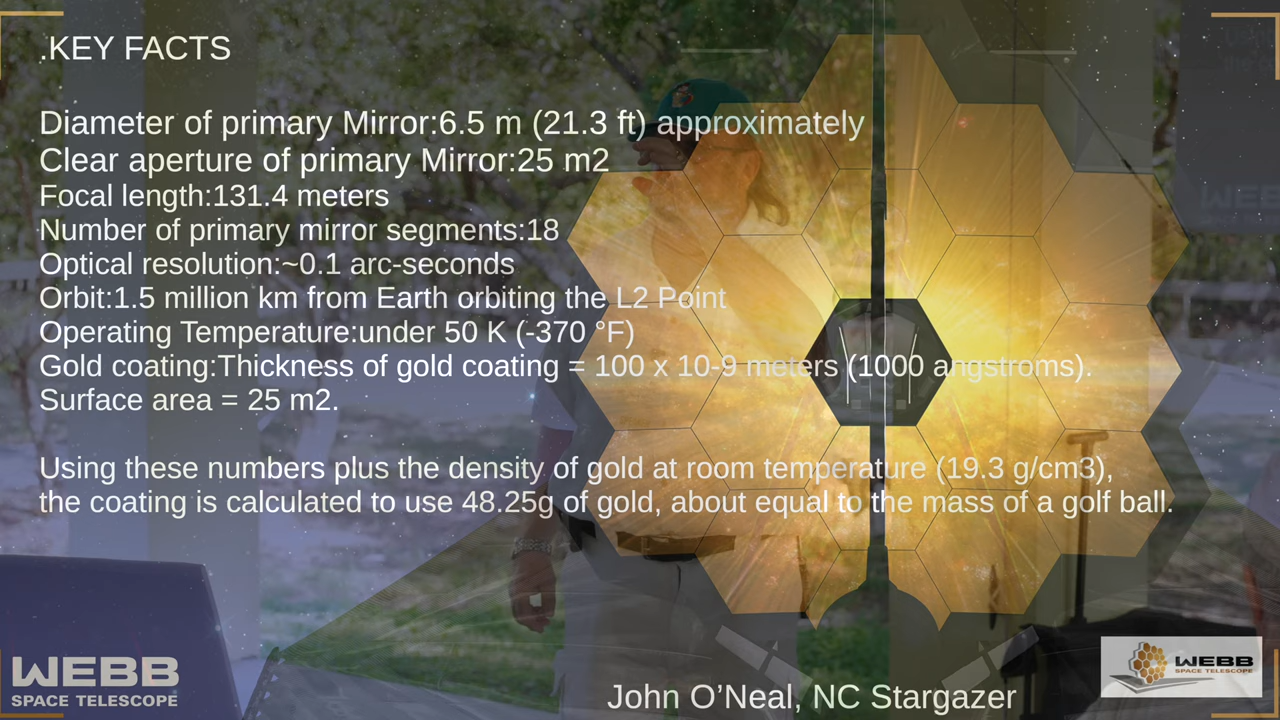 .KEY FACTS
Diameter of primary Mirror:6.5 m (21.3 ft) approximately
Clear aperture of primary Mirror:25 m2
Focal length:131.4 meters
Number of primary mirror segments:18
Optical resolution:~0.1 arc-seconds
Orbit:1.5 million km from Earth orbiting the L2 Point
Operating Temperature:under 50 K (-370 °F)
Gold coating:Thickness of gold coating = 100 x 10-9 meters (1000 angstroms).
Surface area = 25 m2.
Using these numbers plus the density of gold at room temperature (19.3 g/cm3),
the coating is calculated to use 48.25g of gold, about equal to the mass of a golf ball.
WEBB
SPACE TELESCOPE
John O’Neal, NC Stargazer
WEBB
SPACE TELESCOPE